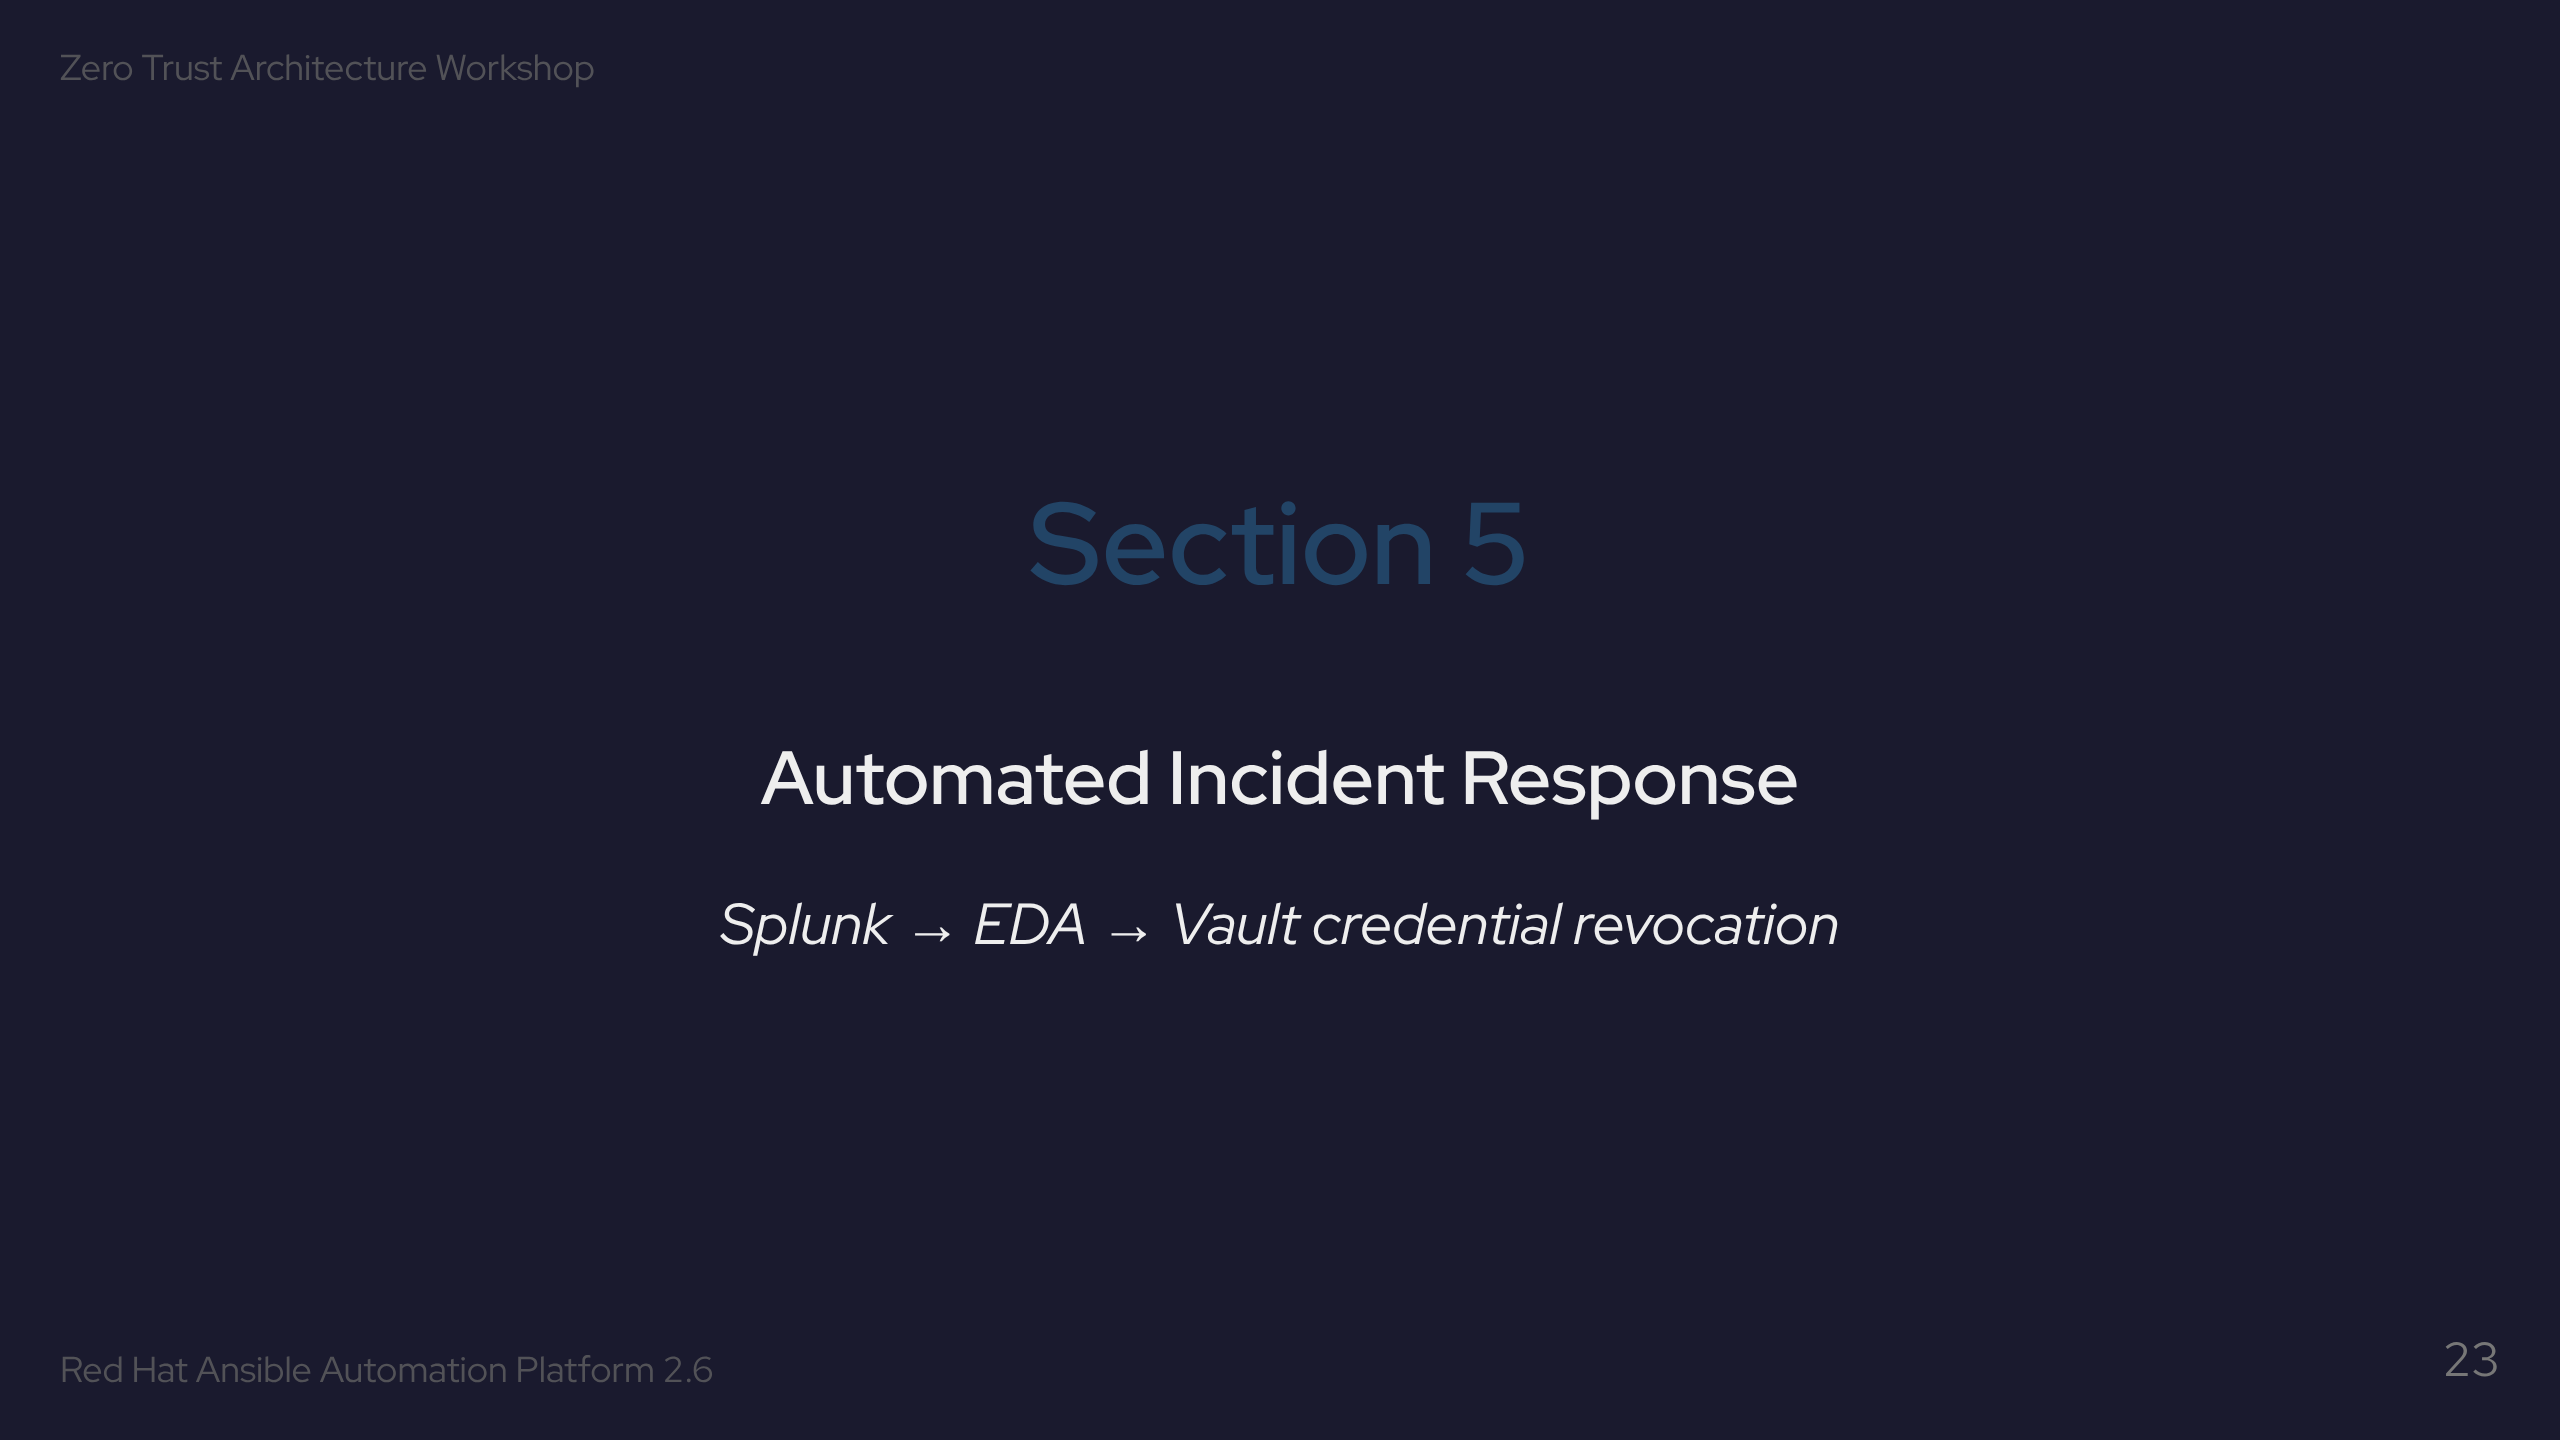 Zero Trust Architecture Workshop
Section 5
Automated Incident Response
Splunk → EDA → Vault credential revocation
Red Hat Ansible Automation Platform 2.6
23